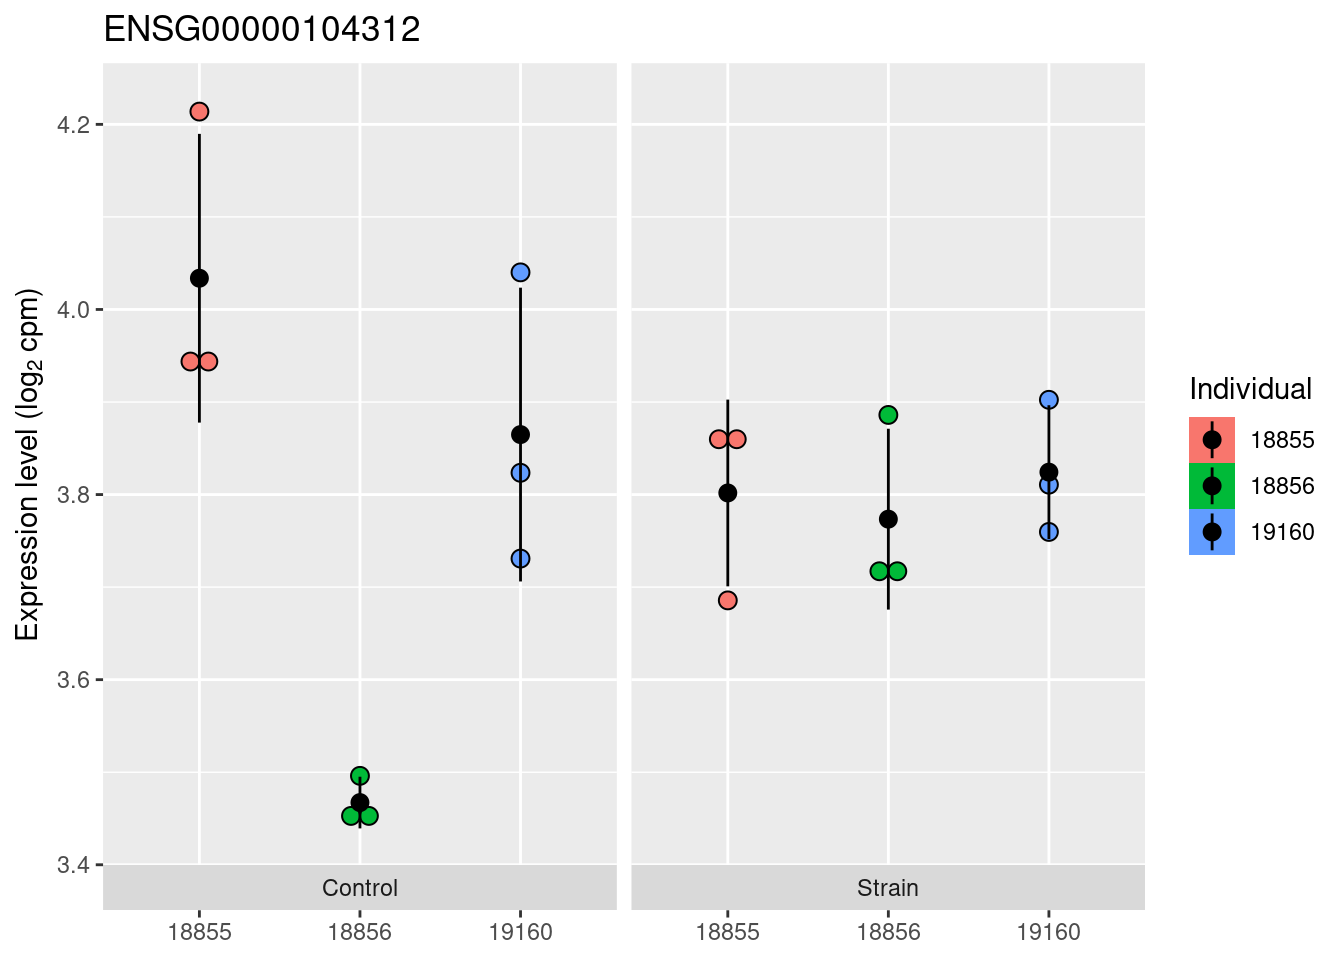 ENSG00000104312
Expression level (log₂ cpm)
4.2
4.0
3.8
3.6
3.4
Control
Strain
18855
18856
19160
18855
18856
19160
Individual
18855
18856
19160